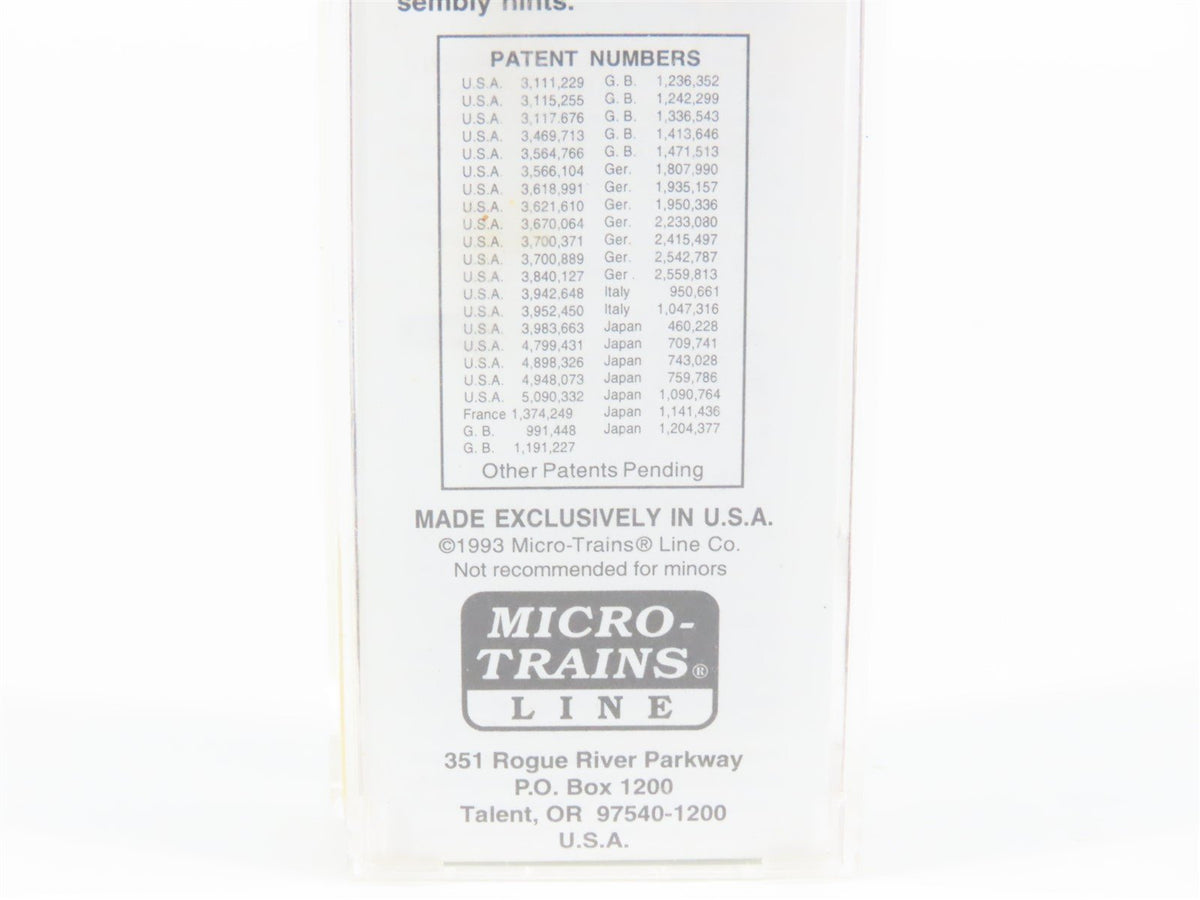 sembly hints.
PATENT NUMBERS
U.S.A. 3,111,229 G. B. 1,236,352
U.S.A. 3,115,255 G. B. 1,242,299
U.S.A. 3,117,676 G. B. 1,336,543
U.S.A. 3,469,713 G. B. 1,413,646
U.S.A. 3,564,766 G. B. 1,471,513
U.S.A. 3,566,104 Ger. 1,807,990
U.S.A. 3,618,991 Ger. 1,935,157
U.S.A. 3,621,610 Ger. 1,950,336
U.S.A. 3,670,064 Ger. 2,233,080
U.S.A. 3,700,371 Ger. 2,415,497
U.S.A. 3,700,889 Ger. 2,542,787
U.S.A. 3,840,127 Ger . 2,559,813
U.S.A. 3,942,648 Italy 950,661
U.S.A. 3,952,450 Italy 1,047,316
U.S.A. 3,983,663 Japan 460,228
U.S.A. 4,799,431 Japan 709,741
U.S.A. 4,898,326 Japan 743,028
U.S.A. 4,948,073 Japan 759,786
U.S.A. 5,090,332 Japan 1,090,764
France 1,374,249 Japan 1,141,436
G. B. 991,448 Japan 1,204,377
G. B. 1,191,227
Other Patents Pending
MADE EXCLUSIVELY IN U.S.A.
©1993 Micro-Trains® Line Co.
Not recommended for minors
MICRO-
TRAINS®
LINE
351 Rogue River Parkway
P.O. Box 1200
Talent, OR 97540-1200
U.S.A.